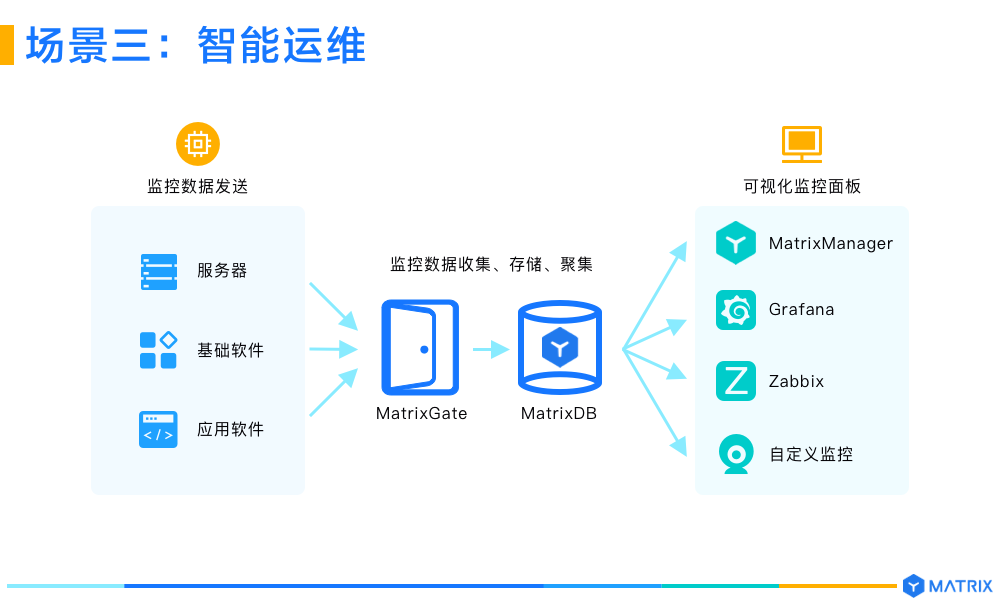 场景三：智能运维
监控数据发送
服务器
基础软件
应用软件
</>
监控数据收集、存储、聚集
MatrixGate
MatrixDB
可视化监控面板
MatrixManager
Grafana
Z
Zabbix
自定义监控
MATRIX